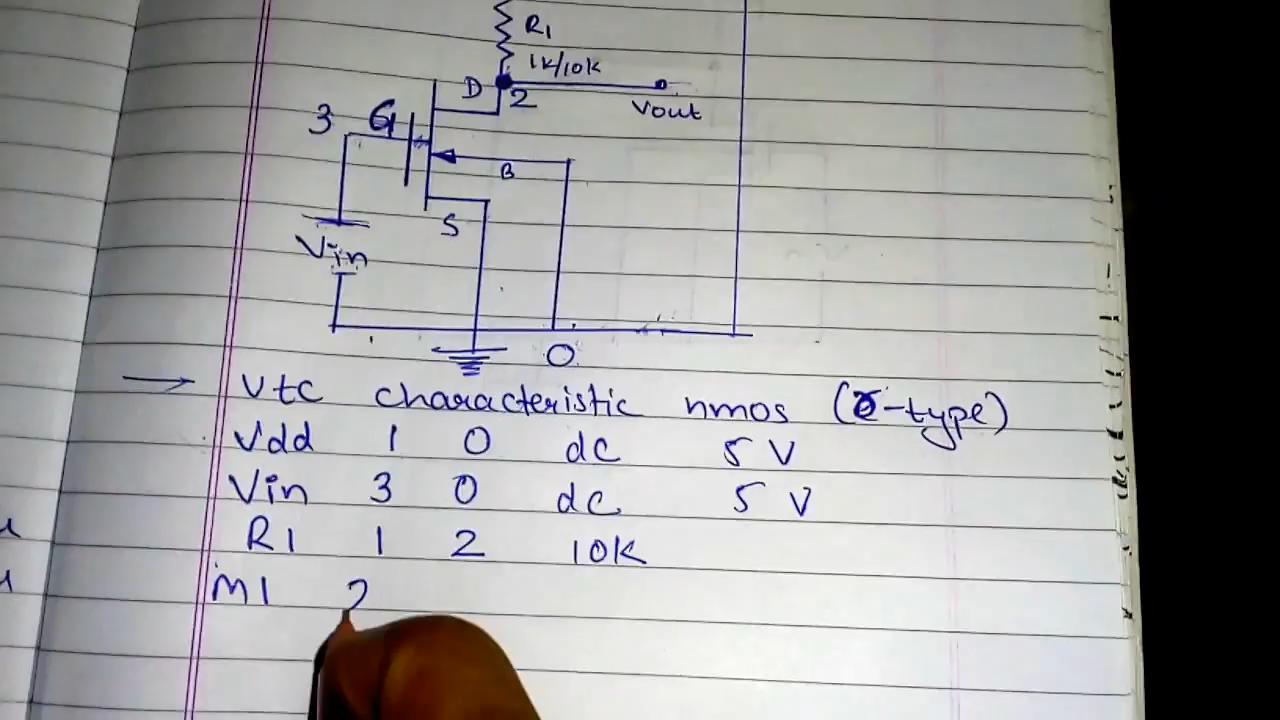 R1
1K/10K
D
2
Vout
3
G
B
S
Vin
0
Vtc characteristic nmos (e-type)
Vdd 1 0 dc 5 V
Vin 3 0 dc 5 V
R1 1 2 10K
M1 2